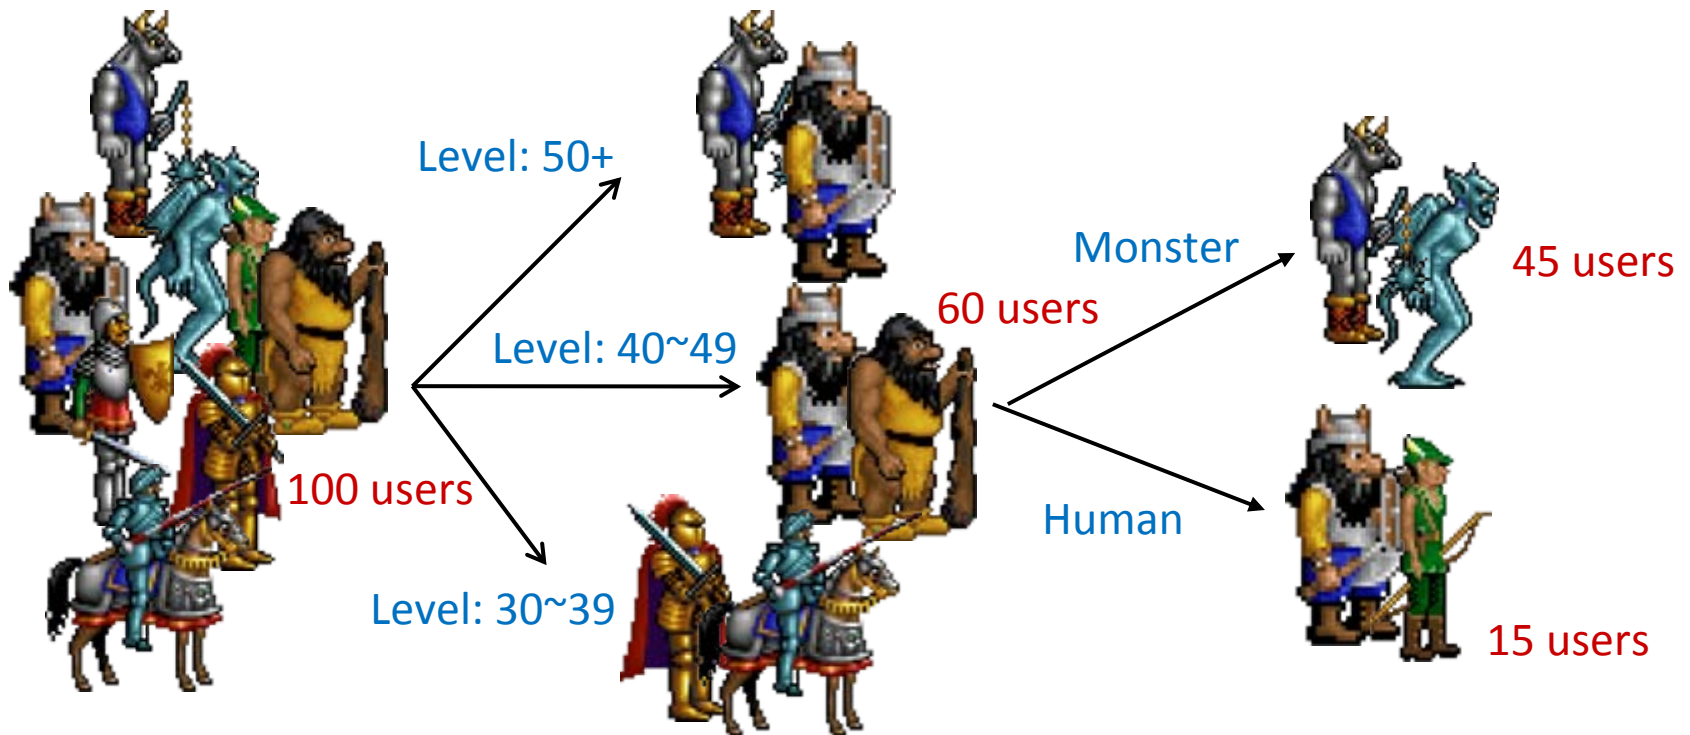 Level: 50+
Level: 40~49
Level: 30~39
100 users
60 users
Monster
Human
45 users
15 users